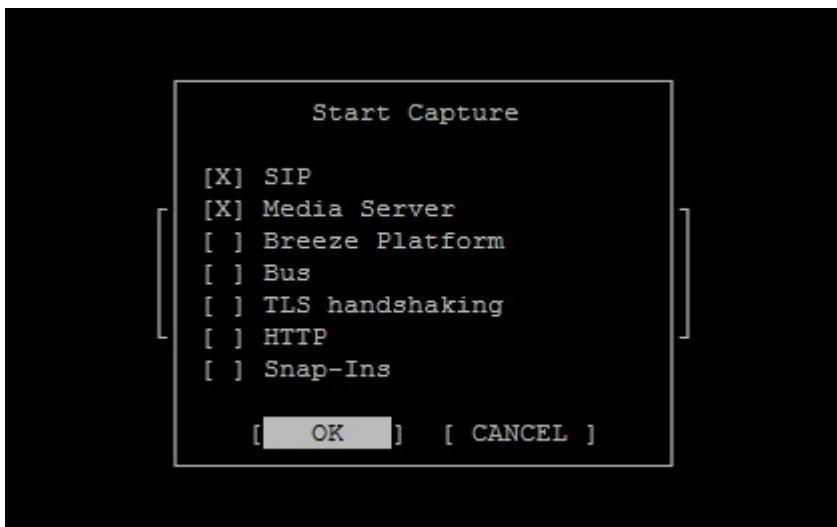 Start Capture
[X] SIP
[X] Media Server
[ ] Breeze Platform
[ ] Bus
[ ] TLS handshaking
[ ] HTTP
[ ] Snap-Ins
[ OK ] [ CANCEL ]